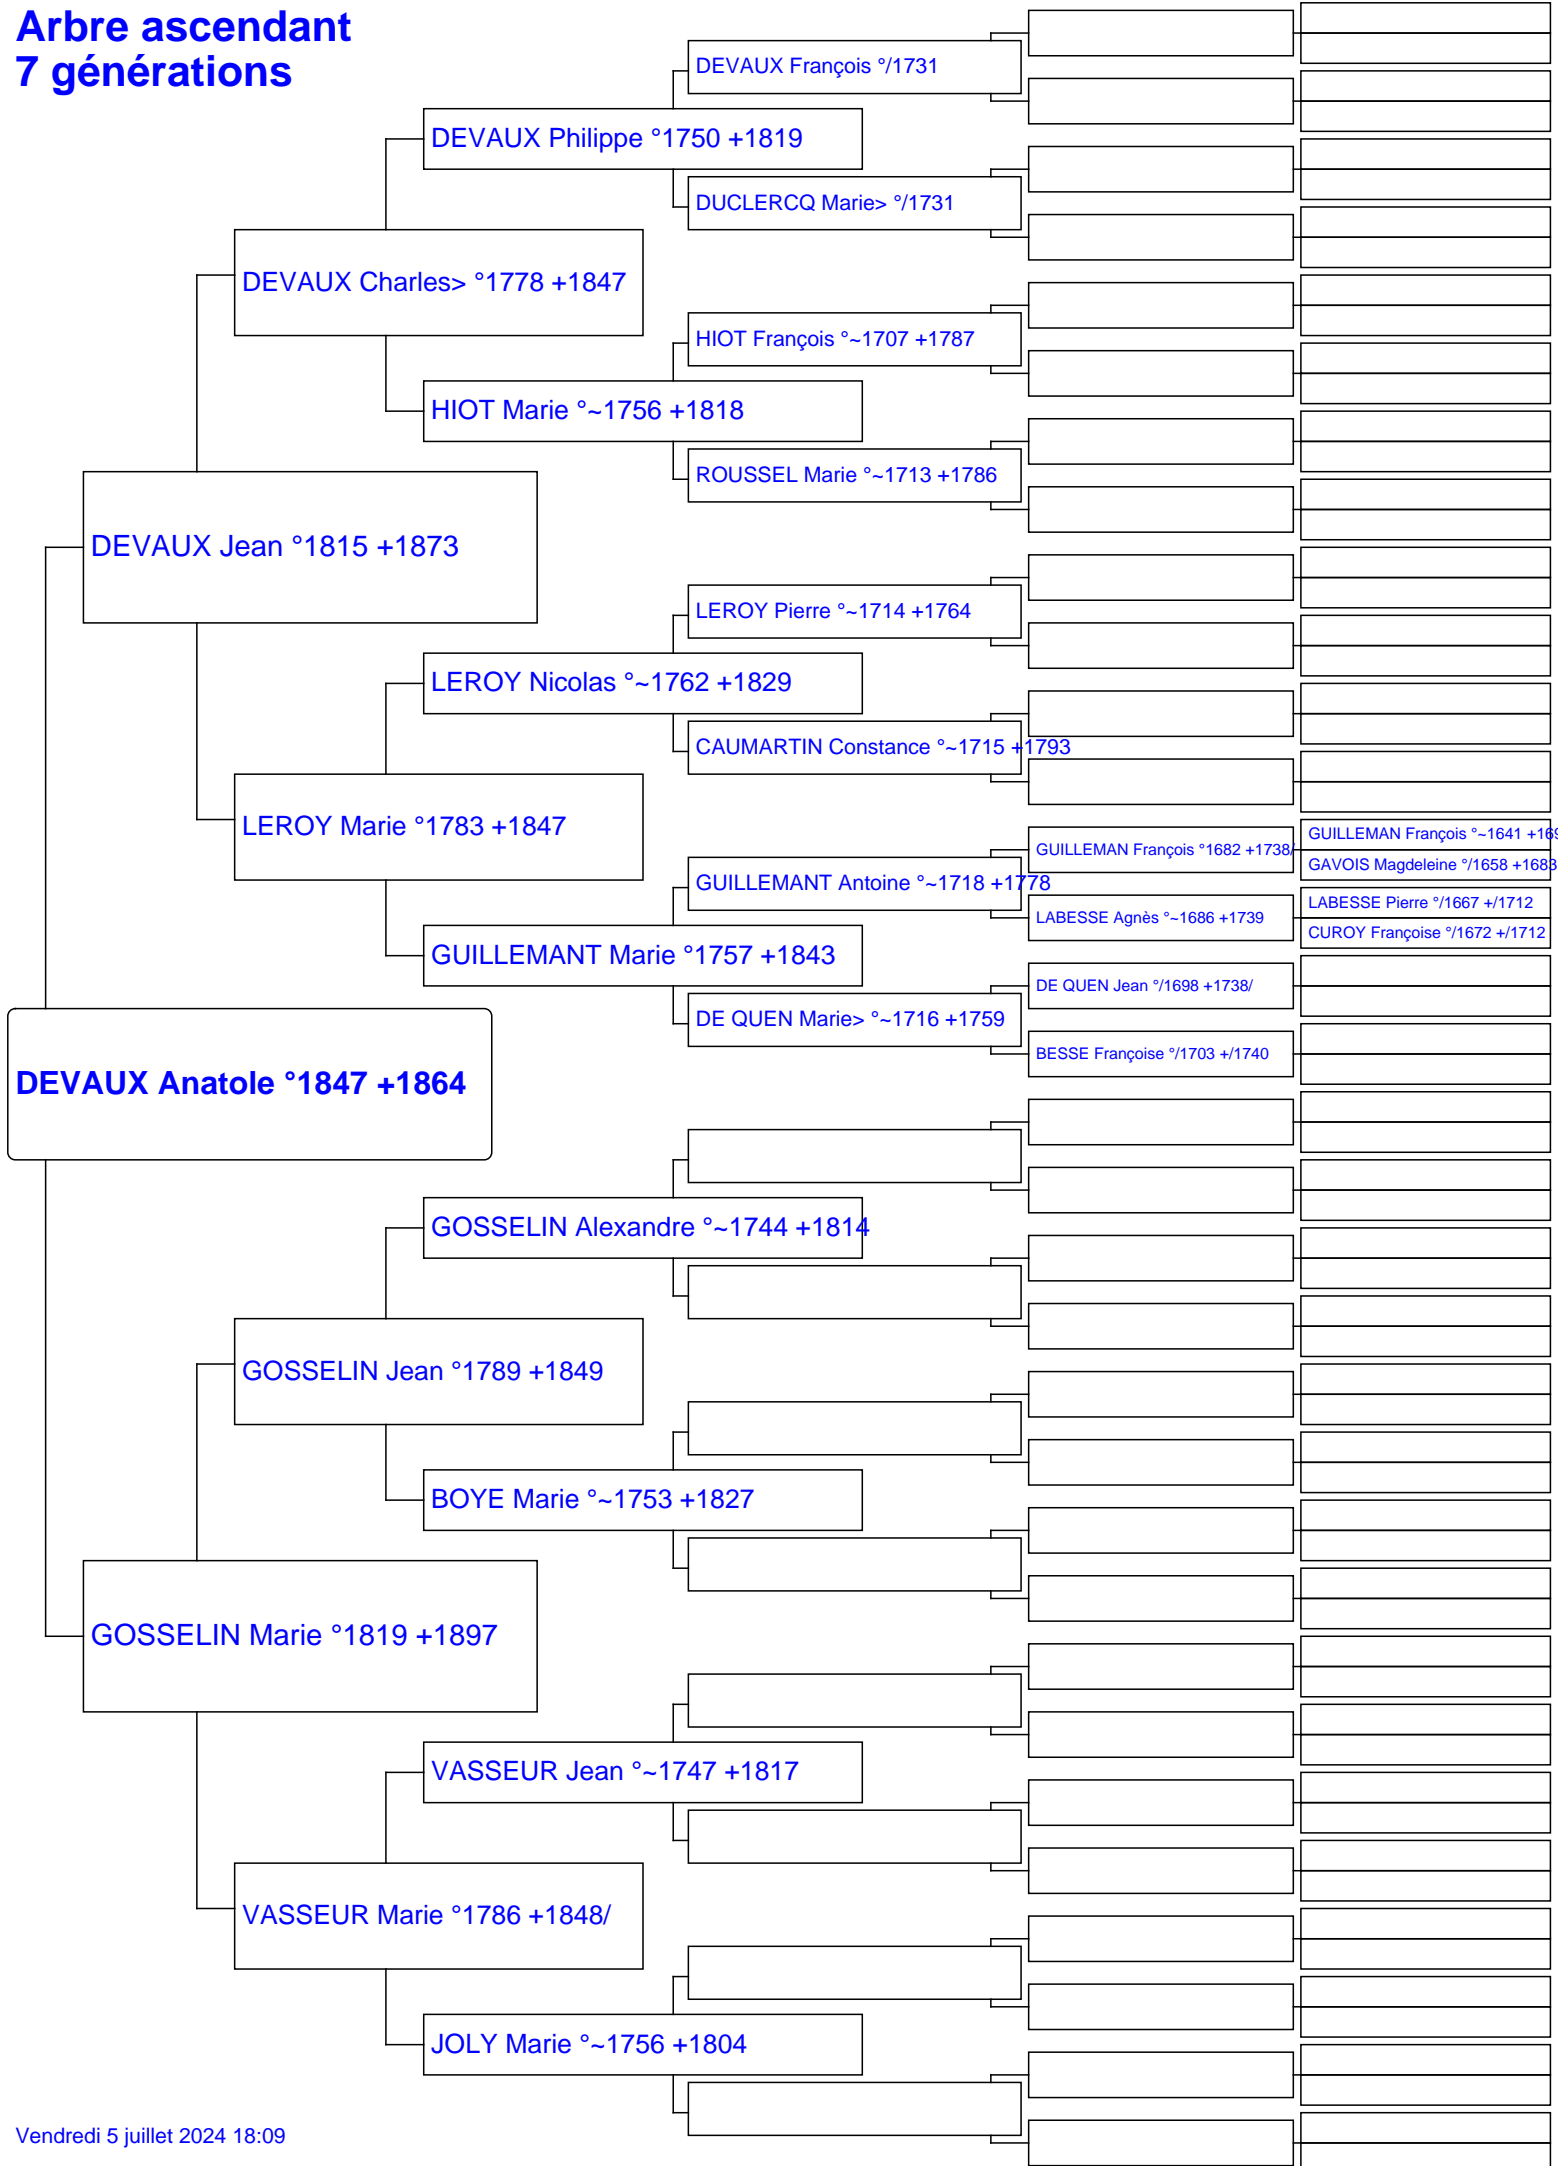 Arbre ascendant
7 générations
DEVAUX François °/1731
DEVAUX Philippe °1750 +1819
DUCLERCQ Marie> °/1731
DEVAUX Charles> °1778 +1847
HIOT François °~1707 +1787
HIOT Marie °~1756 +1818
ROUSSEL Marie °~1713 +1786
DEVAUX Jean °1815 +1873
LEROY Pierre °~1714 +1764
LEROY Nicolas °~1762 +1829
CAUMARTIN Constance °~1715 +1793
LEROY Marie °1783 +1847
GUILLEMAN François °~1641 +169
GUILLEMAN François °1682 +1738/
GAVOIS Magdeleine °/1658 +1683
GUILLEMANT Antoine °~1718 +1778
LABESSE Pierre °/1667 +/1712
LABESSE Agnès °~1686 +1739
CUROY Françoise °/1672 +/1712
GUILLEMANT Marie °1757 +1843
DE QUEN Jean °/1698 +1738/
DE QUEN Marie> °~1716 +1759
BESSE Françoise °/1703 +/1740
DEVAUX Anatole °1847 +1864
GOSSELIN Alexandre °~1744 +1814
GOSSELIN Jean °1789 +1849
BOYE Marie °~1753 +1827
GOSSELIN Marie °1819 +1897
VASSEUR Jean °~1747 +1817
VASSEUR Marie °1786 +1848/
JOLY Marie °~1756 +1804
Vendredi 5 juillet 2024 18:09